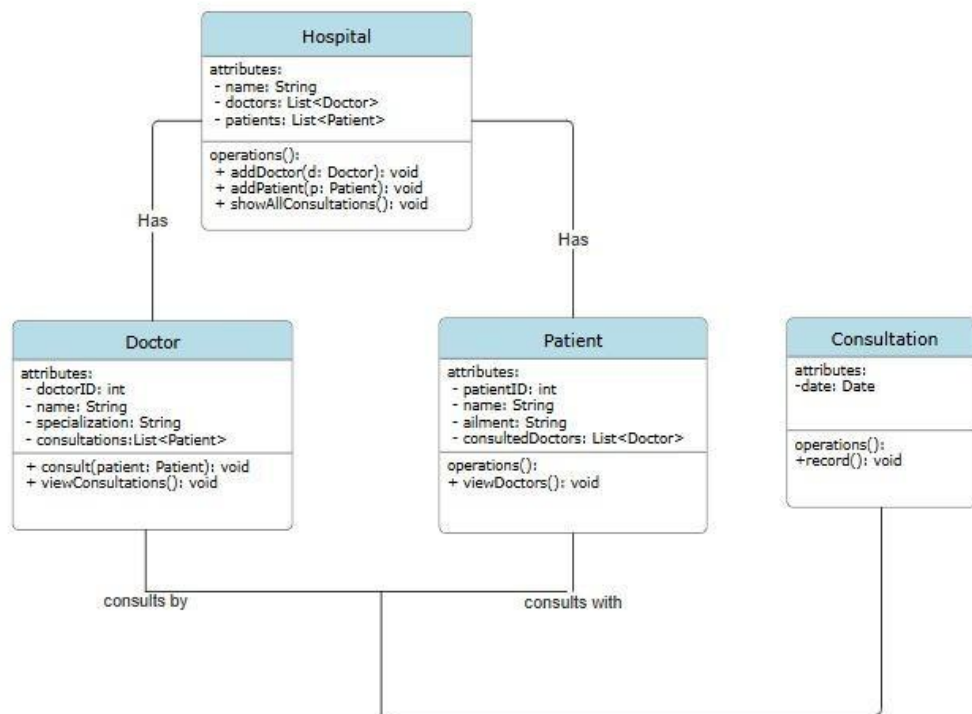 Hospital
attributes:
- name: String
- doctors: List<Doctor>
- patients: List<Patient>
operations():
+ addDoctor(d: Doctor): void
+ addPatient(p: Patient): void
+ showAllConsultations(): void
Has
Has
Doctor
attributes:
- doctorID: int
- name: String
- specialization: String
- consultations:List<Patient>
+ consult(patient: Patient): void
+ viewConsultations(): void
Patient
attributes:
- patientID: int
- name: String
- ailment: String
- consultedDoctors: List<Doctor>
operations():
+ viewDoctors(): void
Consultation
attributes:
-date: Date
operations():
+record(): void
consults by
consults with